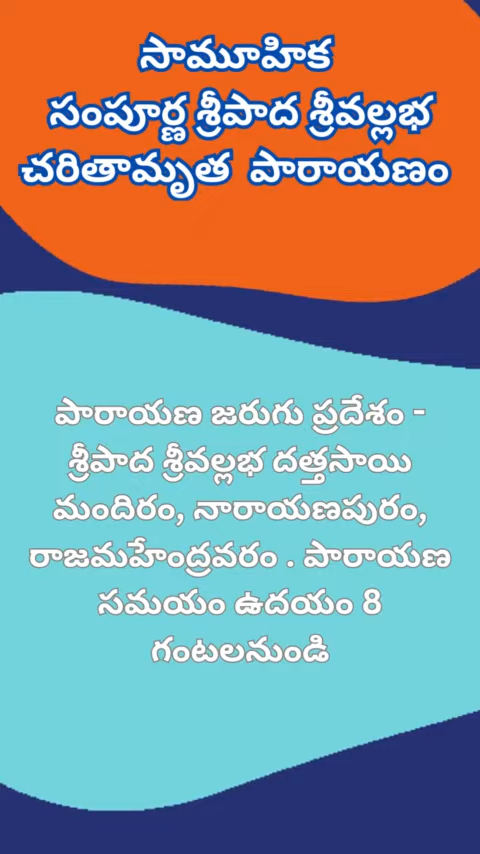 సామూహిక
సంపూర్ణ శ్రీపాద శ్రీవల్లభ
చరితామృత పారాయణం
పారాయణ జరుగు ప్రదేశం -
శ్రీపాద శ్రీవల్లభ దత్తసాయి
మందిరం, నారాయణపురం,
రాజమహేంద్రవరం . పారాయణ
సమయం ఉదయం 8
గంటలనుండి